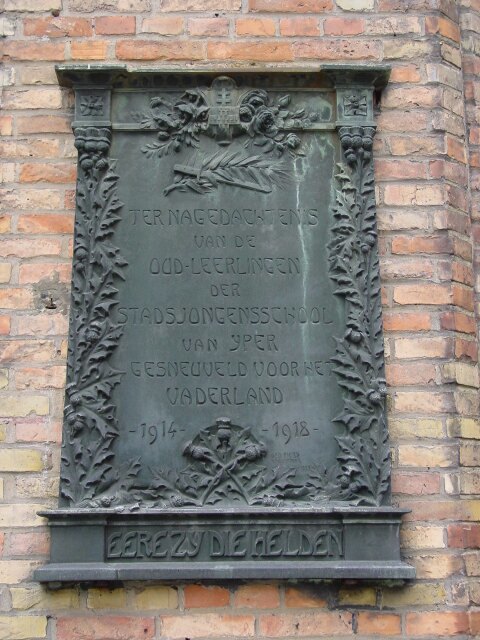 TER NAGEDACHTENIS
VAN DE
OUD-LEERLINGEN
DER
STADSJONGENSSCHOOL
VAN YPER
GESNEUVELD VOOR HET
VADERLAND
-1914- -1918-
EERE ZY DIE HELDEN